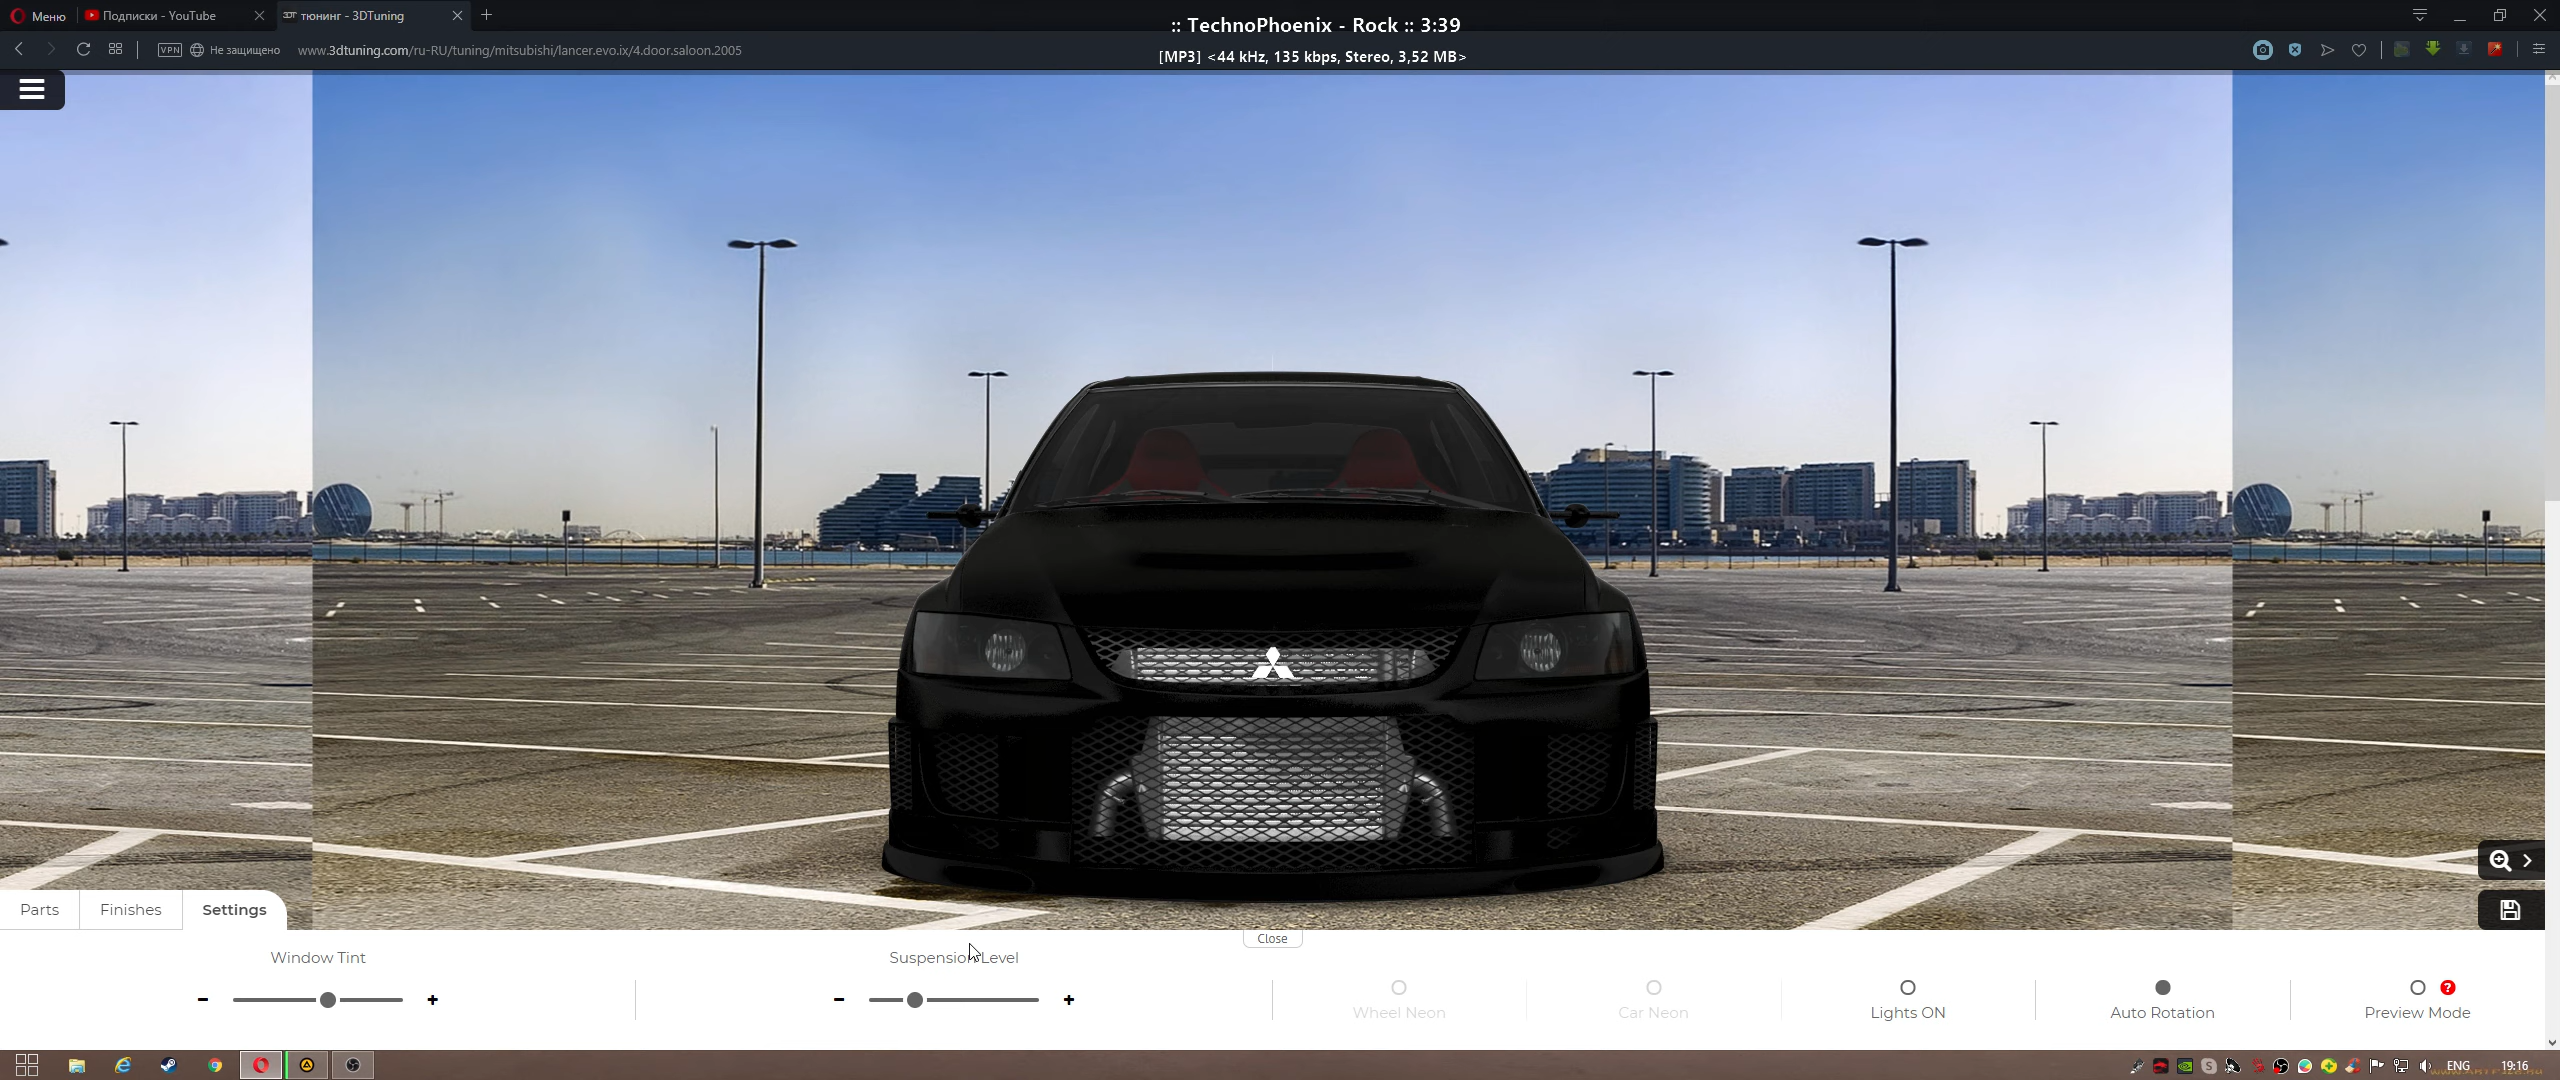 Меню
Подписки - YouTube
3DT тюнинг - 3DTuning
:: TechnoPhoenix - Rock :: 3:39
VPN
Не защищено
www.3dtuning.com/ru-RU/tuning/mitsubishi/lancer.evo.ix/4.door.saloon.2005
[MP3] <44 kHz, 135 kbps, Stereo, 3,52 MB>
Parts
Finishes
Settings
Close
Window Tint
Suspension Level
Wheel Neon
Car Neon
Lights ON
Auto Rotation
?
Preview Mode
ENG
19:16